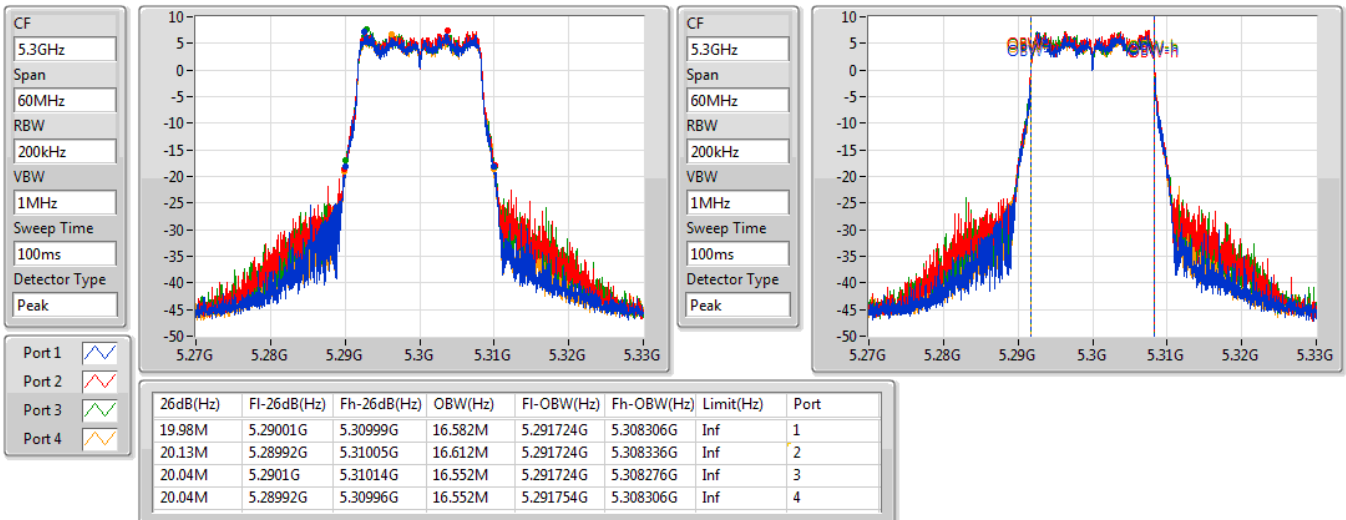 CF
5.3GHz
Span
60MHz
RBW
200kHz
VBW
1MHz
Sweep Time
100ms
Detector Type
Peak
10
5
0
-5
-10
-15
-20
-25
-30
-35
-40
-45
-50
5.27G 5.28G 5.29G 5.3G 5.31G 5.32G 5.33G
CF
5.3GHz
Span
60MHz
RBW
200kHz
VBW
1MHz
Sweep Time
100ms
Detector Type
Peak
10
5
0
-5
-10
-15
-20
-25
-30
-35
-40
-45
-50
OBW-h
5.27G 5.28G 5.29G 5.3G 5.31G 5.32G 5.33G
Port 1
Port 2
Port 3
Port 4
26dB(Hz) Fl-26dB(Hz) Fh-26dB(Hz) OBW(Hz) Fl-OBW(Hz) Fh-OBW(Hz) Limit(Hz) Port
19.98M 5.29001G 5.30999G 16.582M 5.291724G 5.308306G Inf 1
20.13M 5.28992G 5.31005G 16.612M 5.291724G 5.308336G Inf 2
20.04M 5.2901G 5.31014G 16.552M 5.291724G 5.308276G Inf 3
20.04M 5.28992G 5.30996G 16.552M 5.291754G 5.308306G Inf 4